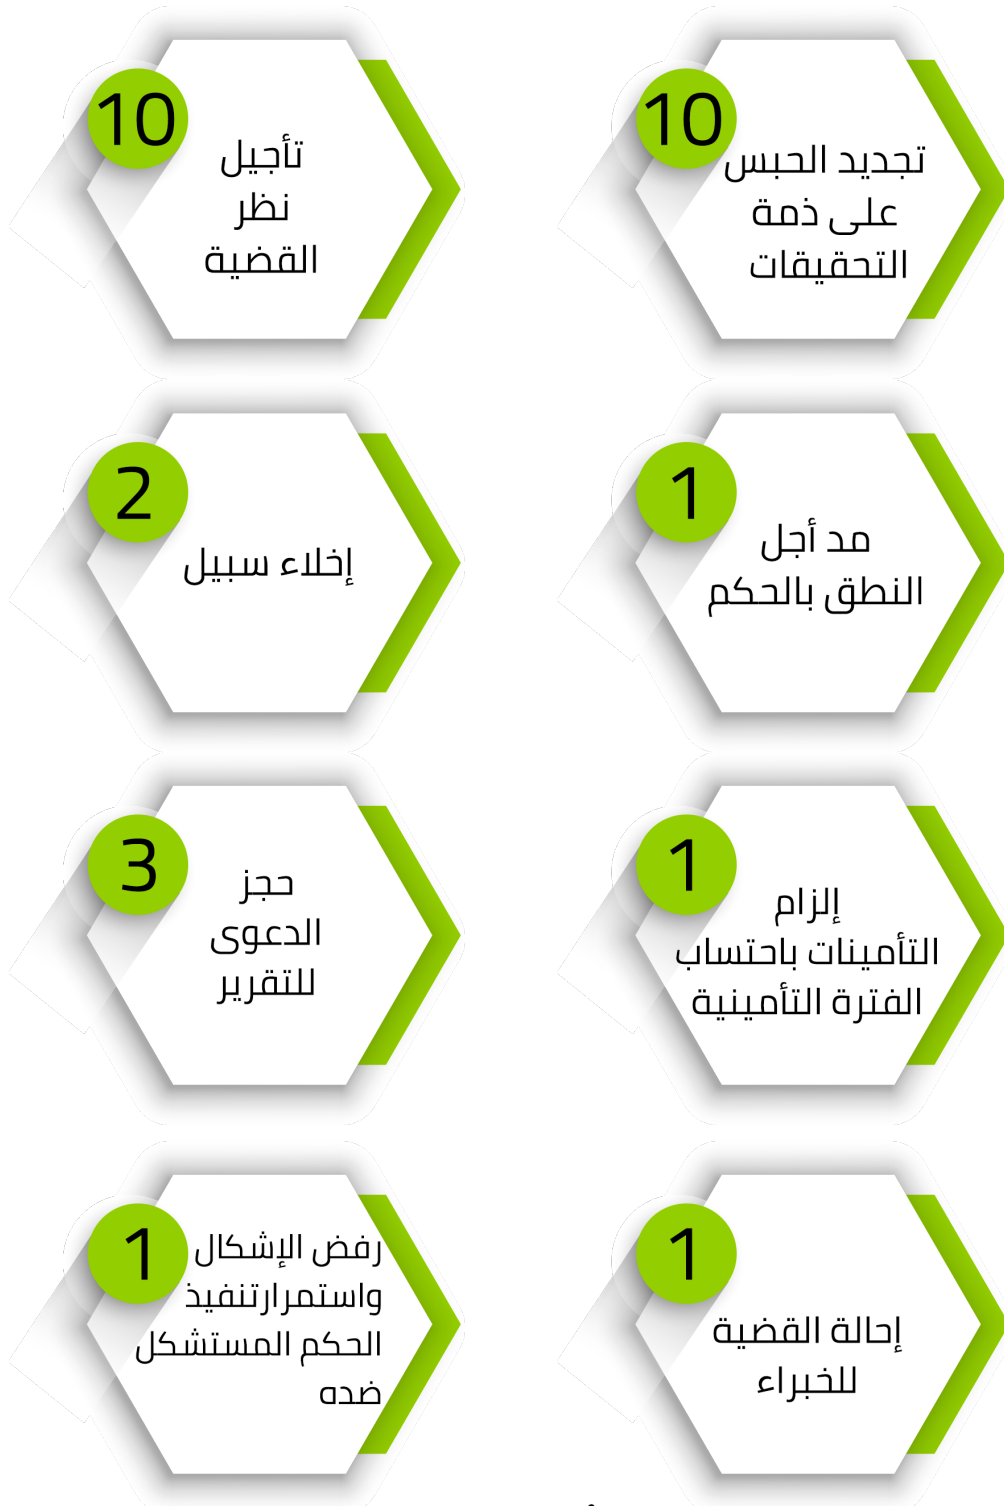 10
تجديد الحبس
على ذمة
التحقيقات
10
تأجيل
نظر
القضية
1
مد أجل
النطق بالحكم
2
إخلاء سبيل
1
إلزام
التأمينات باحتساب
الفترة التأمينية
3
حجز
الدعوى
للتقرير
1
إحالة القضية
للخبراء
1
رفض الإشكال
واستمرارتنفيذ
الحكم المستشكل
ضده